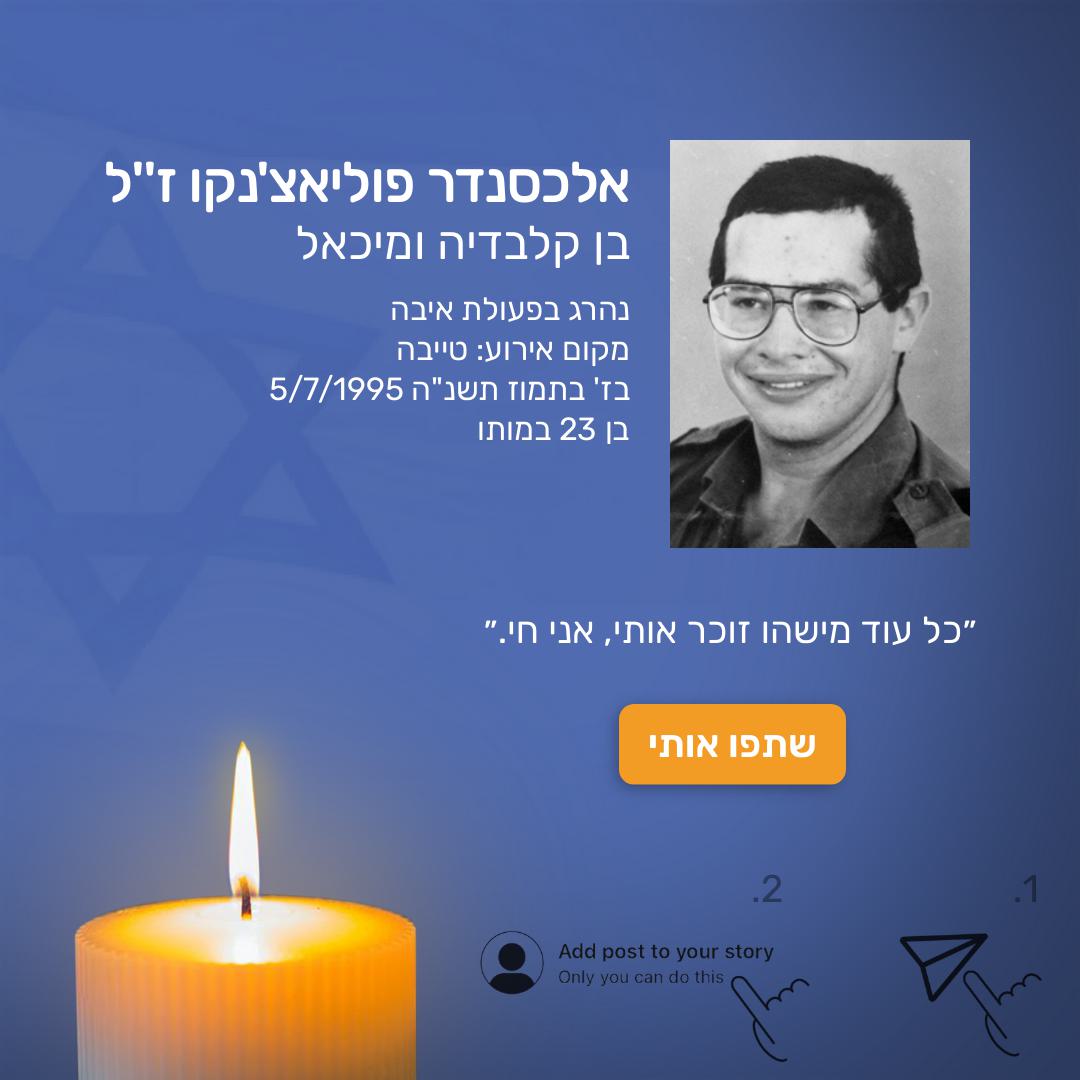 אלכסנדר פוליאצ'נקו ז"ל
בן קלבדיה ומיכאל
נהרג בפעולת איבה
מקום אירוע: טייבה
בז' בתמוז תשנ"ה 5/7/1995
בן 23 במותו
״כל עוד מישהו זוכר אותי, אני חי.״
שתפו אותי
.1
.2
Add post to your story
Only you can do this